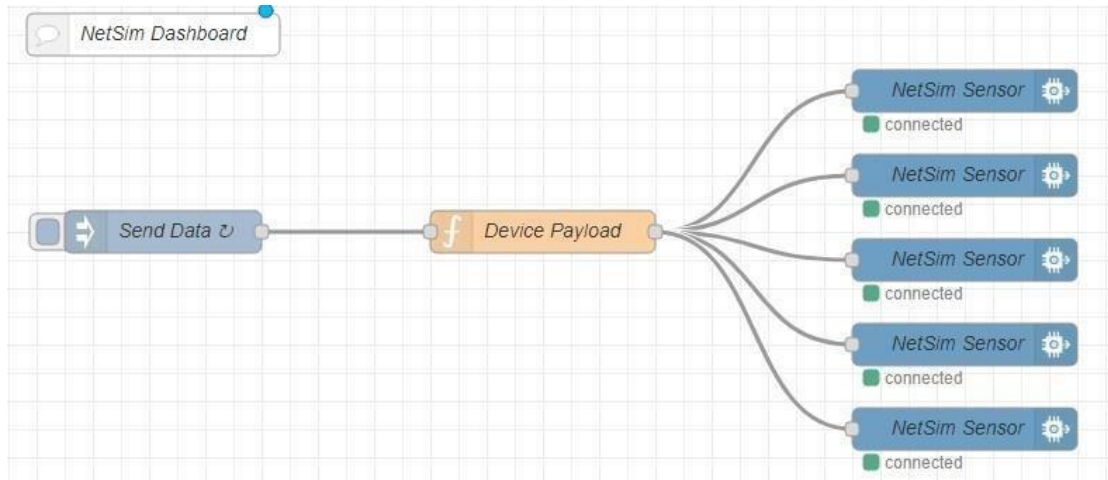 NetSim Dashboard
NetSim Sensor
connected
NetSim Sensor
connected
Send Data ↻
Device Payload
NetSim Sensor
connected
NetSim Sensor
connected
NetSim Sensor
connected